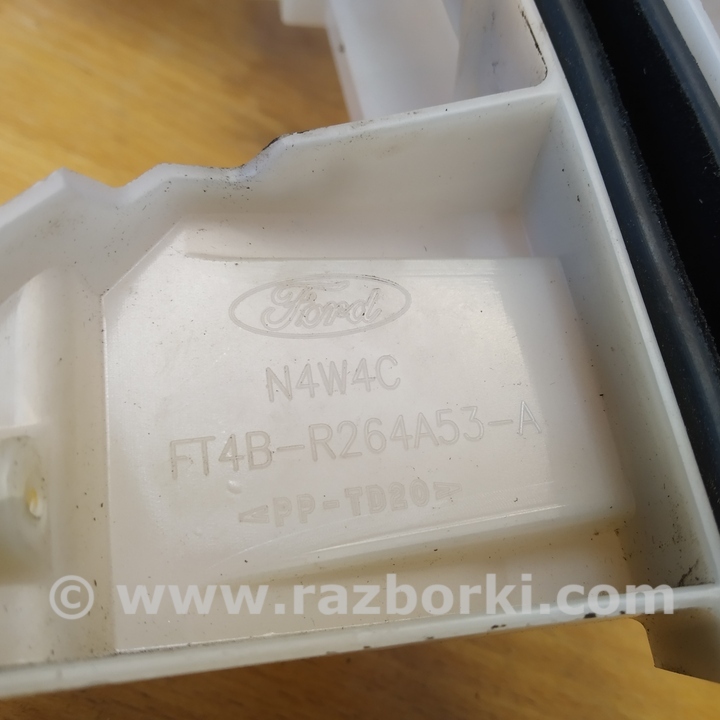 Ford
N4W4C
FT4B-R264A53-A
>PP-TD20<
© www.razborki.com